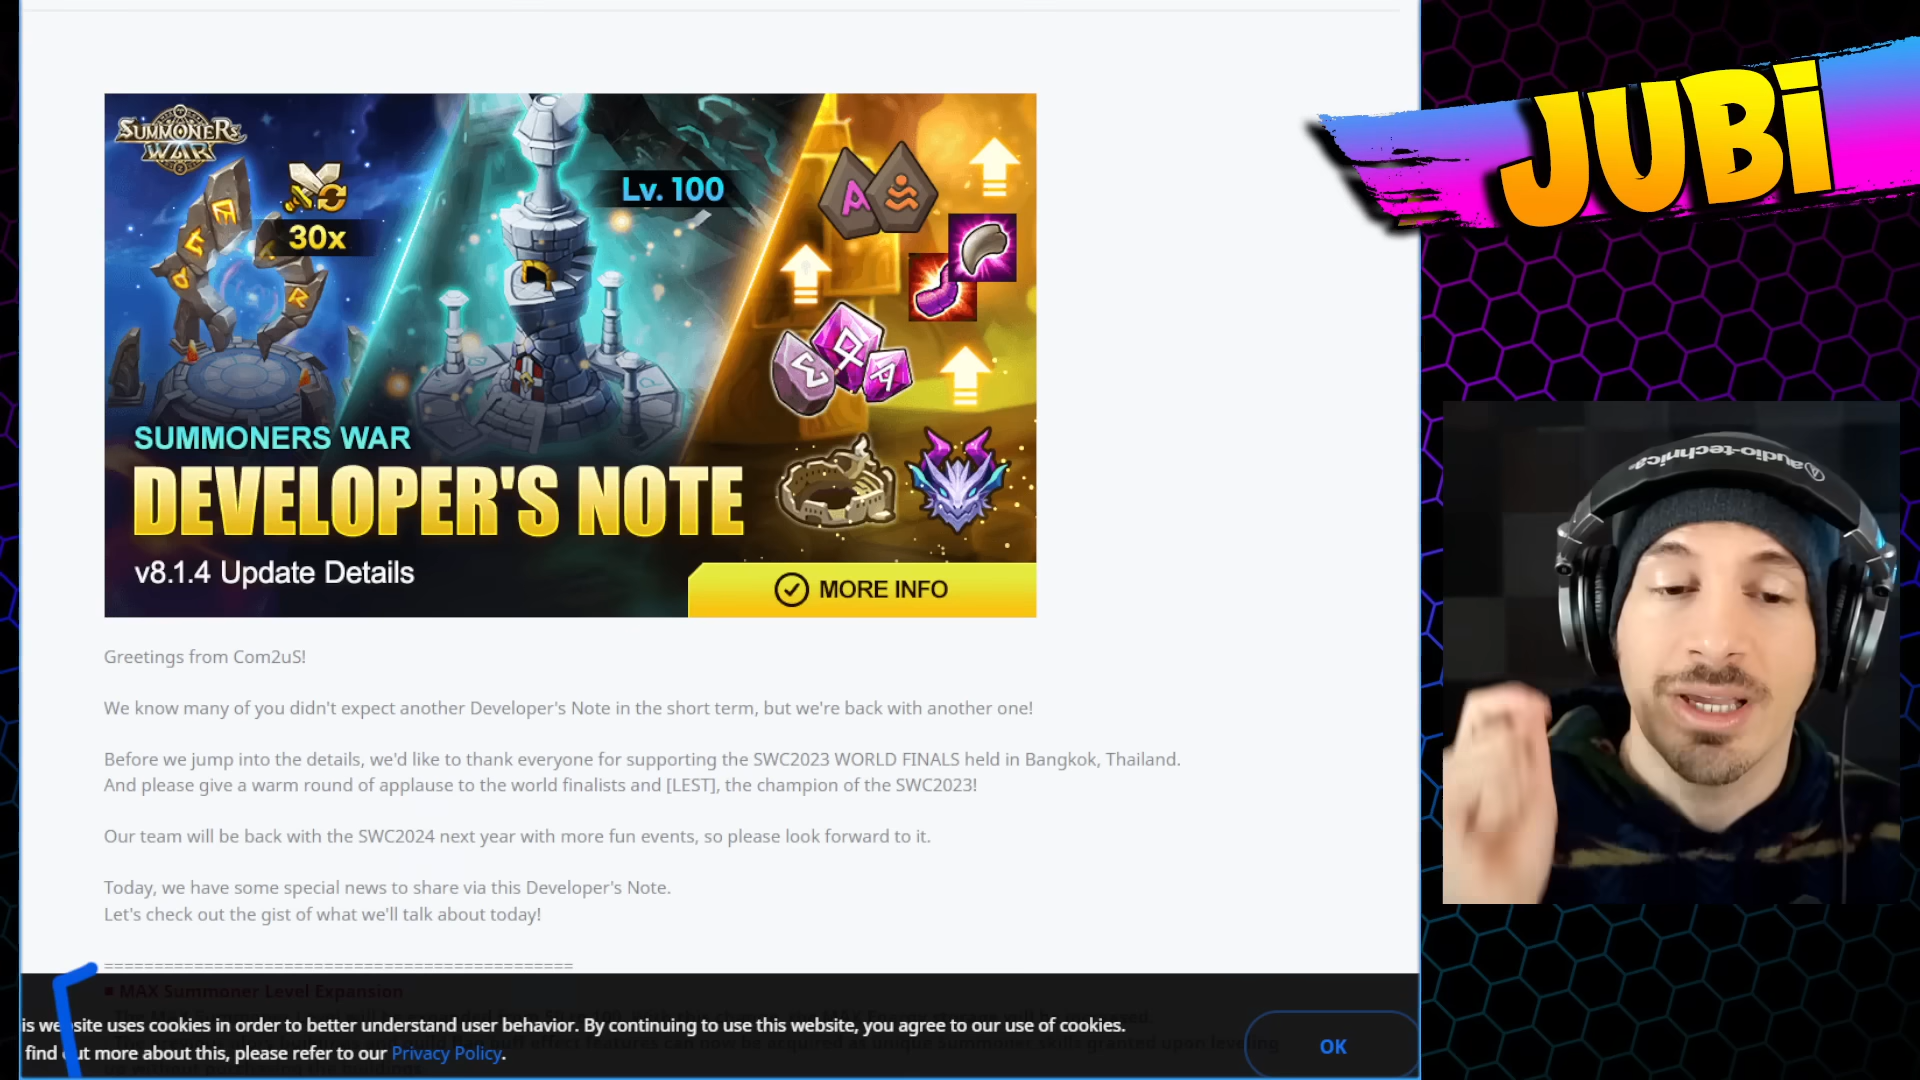 SUMMONERS
WAR
30x
Lv. 100
JUBi
SUMMONERS WAR
DEVELOPER'S NOTE
v8.1.4 Update Details
MORE INFO
audio-technica
Greetings from Com2uS!
We know many of you didn't expect another Developer's Note in the short term, but we're back with another one!
Before we jump into the details, we'd like to thank everyone for supporting the SWC2023 WORLD FINALS held in Bangkok, Thailand.
And please give a warm round of applause to the world finalists and [LEST], the champion of the SWC2023!
Our team will be back with the SWC2024 next year with more fun events, so please look forward to it.
Today, we have some special news to share via this Developer's Note.
Let's check out the gist of what we'll talk about today!
===============================================
■ MAX Summoner Level Expansion
is website uses cookies in order to better understand user behavior. By continuing to use this website, you agree to our use of cookies.
find out more about this, please refer to our Privacy Policy.
OK